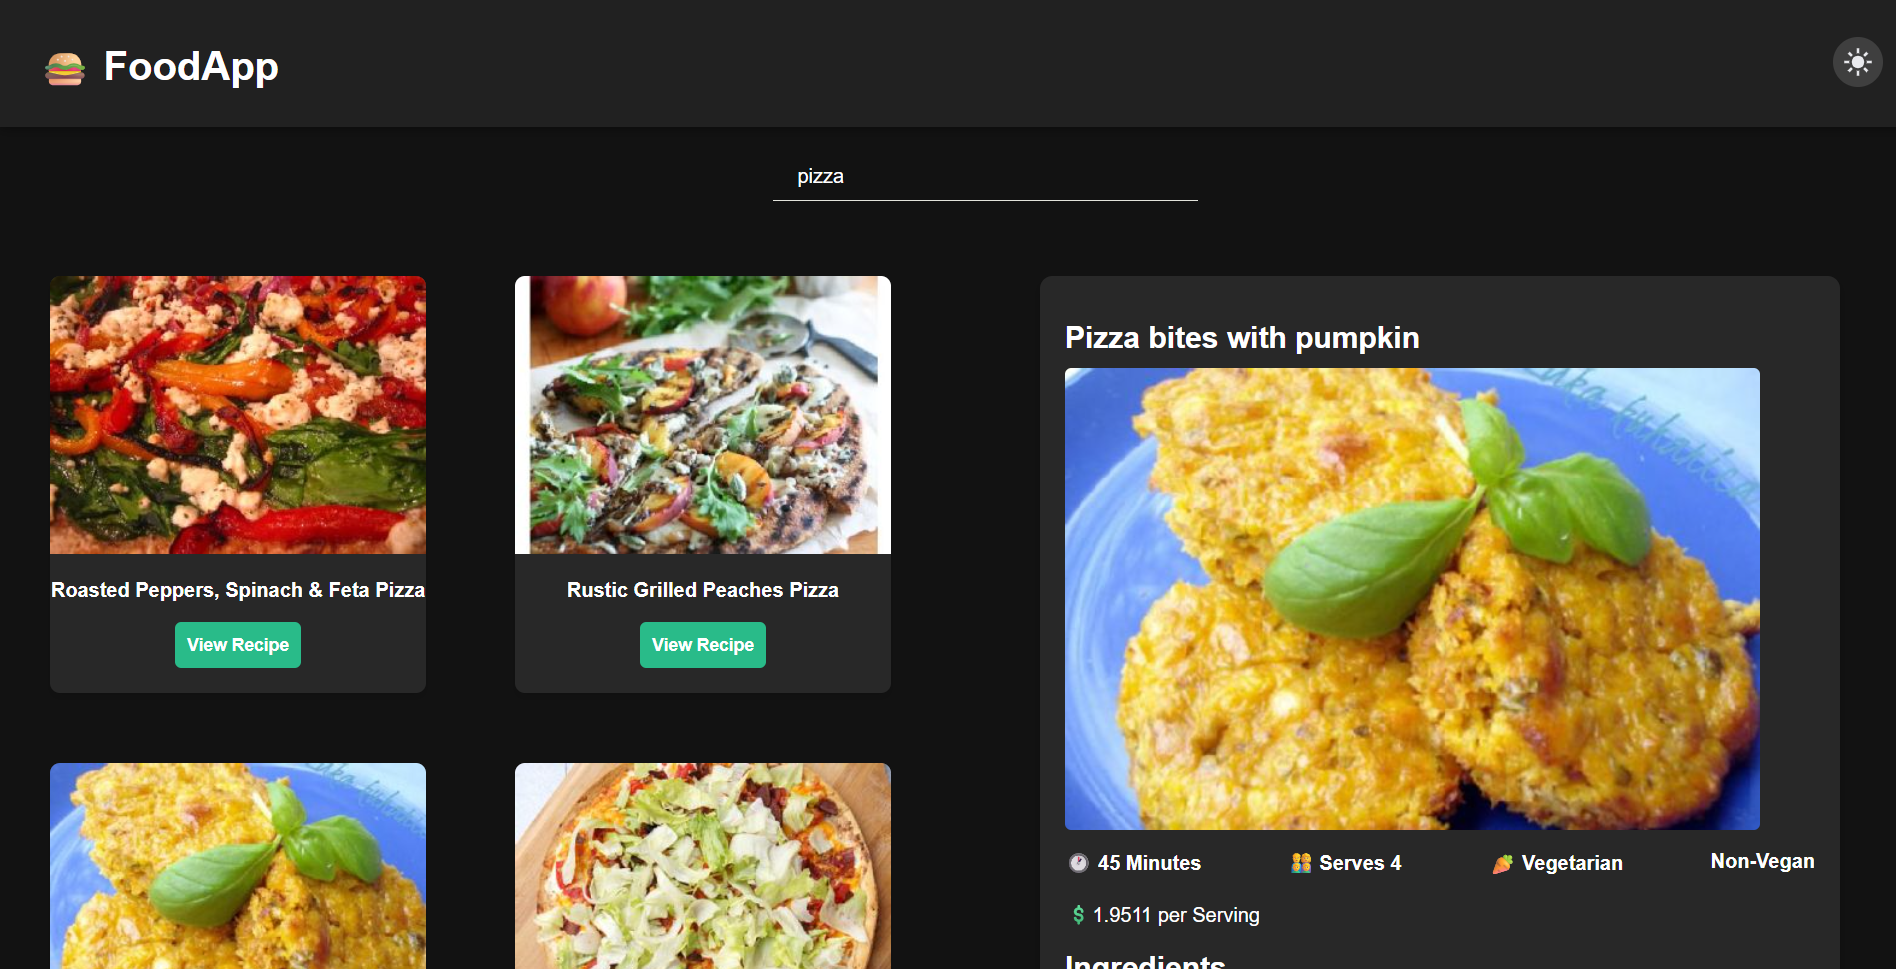 FoodApp
pizza
Roasted Peppers, Spinach & Feta Pizza
View Recipe
Rustic Grilled Peaches Pizza
View Recipe
Pizza bites with pumpkin
45 Minutes
Serves 4
Vegetarian
Non-Vegan
$ 1.9511 per Serving
Ingredients